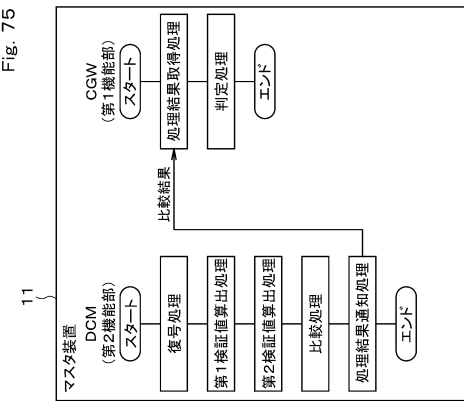 Fig. 75
11
マスタ装置
DCM
(第2機能部)
スタート
復号処理
第1検証値算出処理
第2検証値算出処理
比較処理
処理結果通知処理
エンド
比較結果
CGW
(第1機能部)
スタート
処理結果取得処理
判定処理
エンド